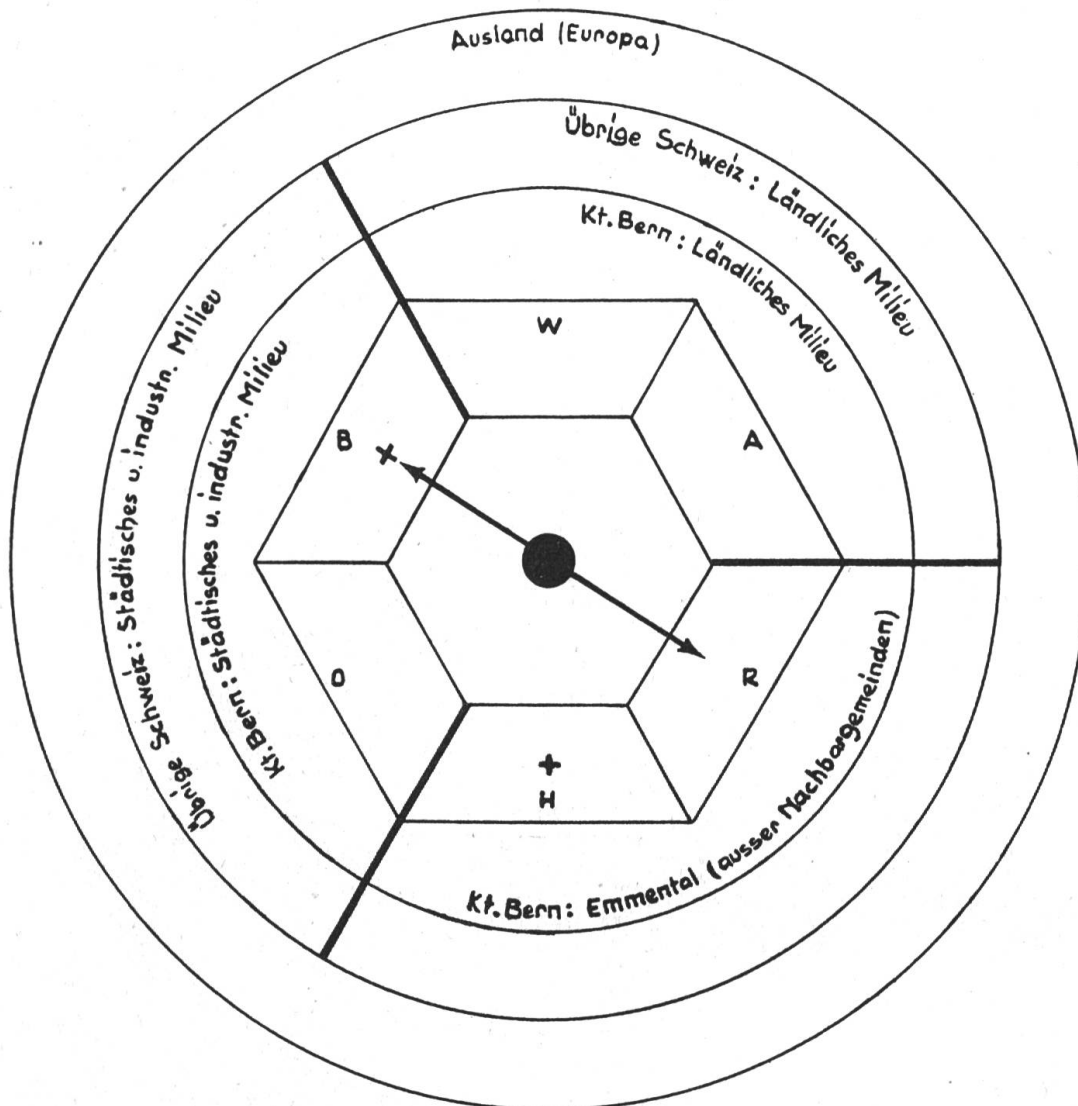 Ausland (Europa)
Übrige Schweiz: Ländliches Milieu
Kt. Bern: Ländliches Milieu
Übrige Schweiz: Städtisches u. industr. Milieu
Kt. Bern: Städtisches u. industr. Milieu
W
B
A
O
R
H
Kt. Bern: Emmental (ausser Nachbargemeinden)